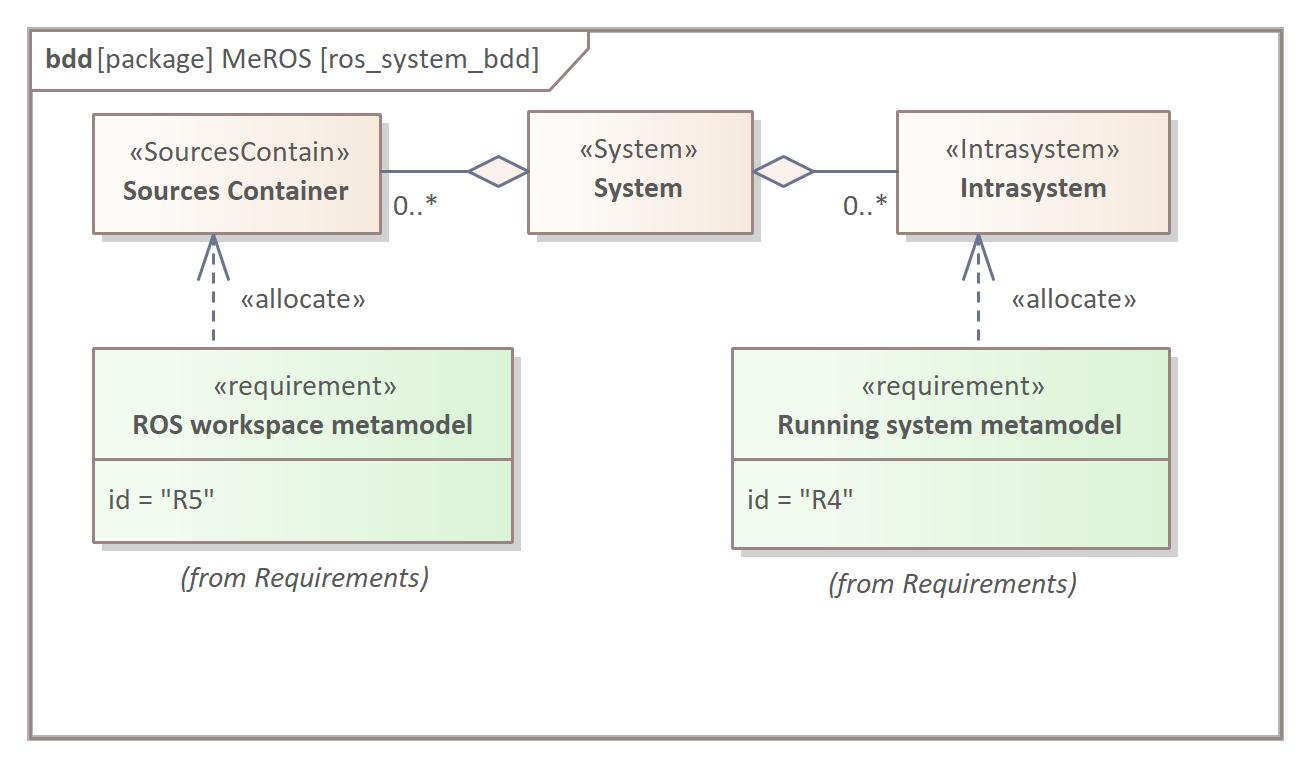 bdd [package] MeROS [ros_system_bdd]
«SourcesContain»
Sources Container
«System»
System
«Intrasystem»
Intrasystem
0..*
0..*
«allocate»
«allocate»
«requirement»
ROS workspace metamodel
id = "R5"
(from Requirements)
«requirement»
Running system metamodel
id = "R4"
(from Requirements)